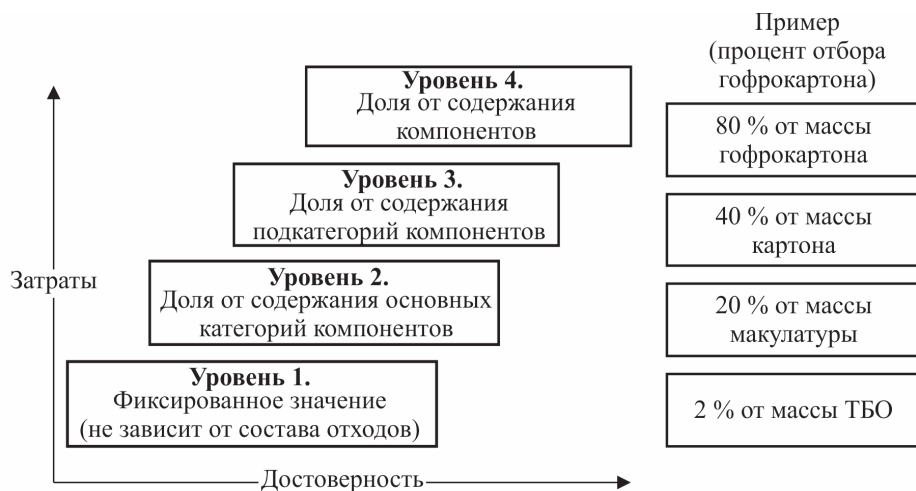 Пример
(процент отбора
гофрокартона)
Уровень 4.
Доля от содержания
компонентов
80 % от массы
гофрокартона
Уровень 3.
Доля от содержания
подкатегорий компонентов
40 % от массы
картона
Затраты
Уровень 2.
Доля от содержания основных
категорий компонентов
20 % от массы
макулатуры
Уровень 1.
Фиксированное значение
(не зависит от состава отходов)
2 % от массы ТБО
Достоверность